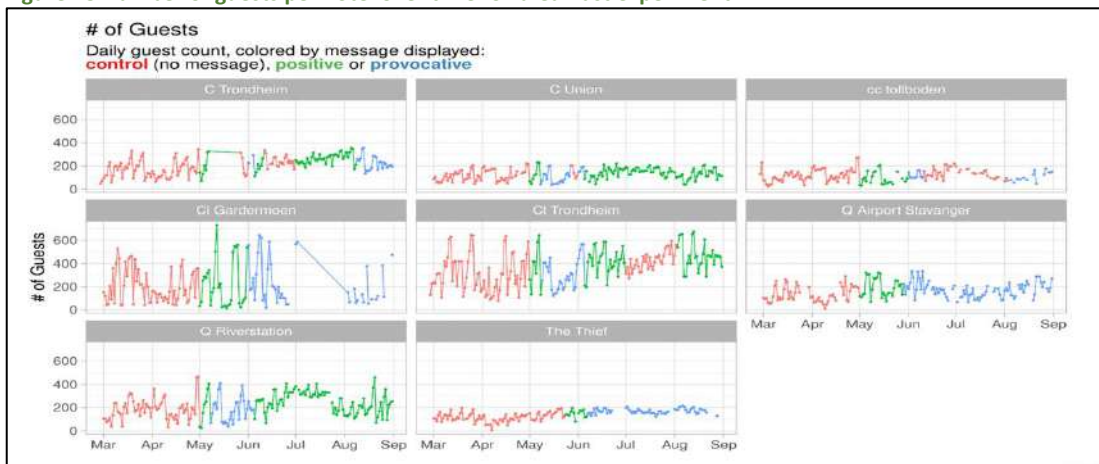 # of Guests
Daily guest count, colored by message displayed:
control (no message), positive or provocative
C Trondheim
C Union
cc tollboden
600
400
200
0
CI Gardermoen
CI Trondheim
Q Airport Stavanger
# of Guests
600
400
200
0
Mar Apr May Jun Jul Aug Sep
Q Riverstation
The Thief
600
400
200
0
Mar Apr May Jun Jul Aug Sep
Mar Apr May Jun Jul Aug Sep